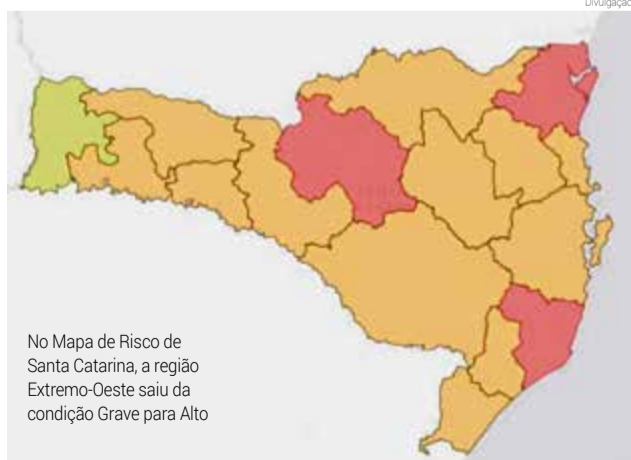 Divulgação
No Mapa de Risco de
Santa Catarina, a região
Extremo-Oeste saiu da
condição Grave para Alto